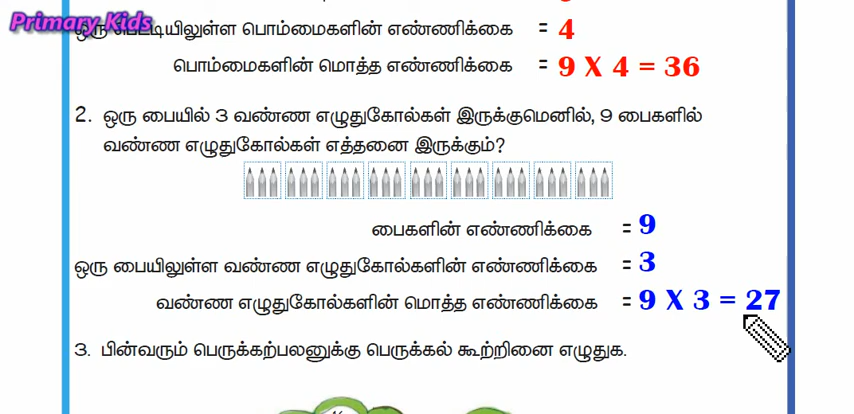 Primary Kids
ஒரு பெட்டியிலுள்ள பொம்மைகளின் எண்ணிக்கை = 4
பொம்மைகளின் மொத்த எண்ணிக்கை = 9 X 4 = 36
2. ஒரு பையில் 3 வண்ண எழுதுகோல்கள் இருக்குமெனில், 9 பைகளில்
வண்ண எழுதுகோல்கள் எத்தனை இருக்கும்?
பைகளின் எண்ணிக்கை = 9
ஒரு பையிலுள்ள வண்ண எழுதுகோல்களின் எண்ணிக்கை = 3
வண்ண எழுதுகோல்களின் மொத்த எண்ணிக்கை = 9 X 3 = 27
3. பின்வரும் பெருக்கற்பலனுக்கு பெருக்கல் கூற்றினை எழுதுக.